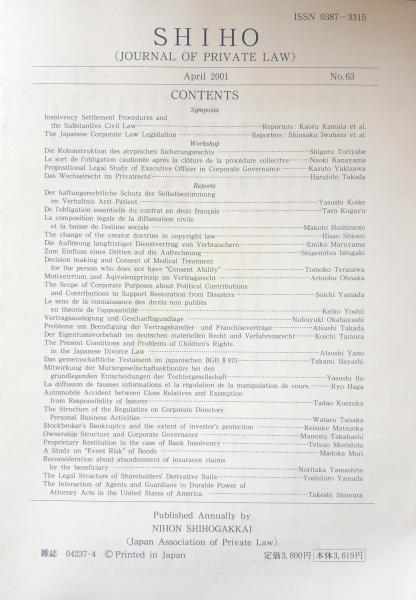 ISSN 0387-3315
SHIHO
(JOURNAL OF PRIVATE LAW)
April 2001 No.63
CONTENTS
Symposia
Insolvency Settlement Procedures and
the Substantive Civil Law Reporters: Kaoru Kamata et al.
The Japanese Corporate Law Legislation Reporters: Shinsaku Iwahara et al.
Workshop
Die Rekonstruktion des atypischen Sicherungsrechts Shigeru Toriyabe
Le sort de l'obligation cautionée après la clôture de la procédure collecitve Naoki Kanayama
Propositional Legal Study of Executive Officer in Corporate Governance Kazuto Yukizawa
Das Wechselrecht im Privatrecht Haruhito Takada
Reports
Der haftungsrechtliche Schutz der Selbstbestimmung
im Verhaltnis Arzt-Patient Yasushi Koike
De l'obligation essentielle du contrat en droit français Taro Kogayu
La composition légale de la diffamation civile
et la baisse de l'estime sociale Makoto Hashimoto
The change of the creator doctrine in copyright law Hisao Shiomi
Die Auflösung langfristiger Dienstvertrag von Verbrauchern Emiko Maruyama
Zum Einfluss eines Dritten auf die Aufrechnung Shigemitsu Ishigaki
Decision making and Consent of Medical Treatment
for the person who does not have "Consent Ability" Tomoko Terasawa
Motivirrtum und Äqivalenzprinzip im Vertragsrecht Arinobu Ohnaka
The Scope of Corporate Purposes about Political Contributions
and Contributions to Support Restoration from Disasters Soichi Yamada
Le sens de la connaissance des droits non publiés
en théorie de l'opposabilité Keiko Yoshii
Vertragsauslegung und Geschaeftsgundlage Nobuyuki Okabayashi
Probleme um Beendigung der Vertragshändler- und Franchiseverträge Atsushi Takada
Der Eigentumsvorbehalt im deutschen materiellen Recht und Verfahrensrecht Koichi Tamura
The Present Conditions and Problems of Children's Rights
in the Japanese Divorce Law Atsushi Yano
Das gemeinschaftliche Testament im japanischen BGB § 975 Takami Hayashi
Mitwirkung der Muttergesellschaftsaktionäre bei den
grundlegenden Entscheidungen der Tochtergesellschaft Yasushi Ito
La diffusion de fausses informations et la régulation de la manipulation de cours Ryo Haga
Automobile Accident between Close Relatives and Exemption
from Responsibility of Insurer Tadao Koezuka
The Structure of the Regulatins on Corporate Directors'
Personal Business Activities Wataru Tanaka
Stockbroker's Bankruptcy and the extent of investor's protection Keisuke Matsuoka
Ownership Structure and Corporate Governance Mamoru Takahashi
Proprietary Restitution in the case of Bank Insolvency Tetsuo Morishita
A Study on "Event Risk" of Bonds Madoka Mori
Reconsideration about abandonment of insurance claims
by the beneficiary Noritaka Yamashita
The Legal Structure of Shareholders' Derivative Suits Yoshihiro Yamada
The Interaction of Agents and Guardians in Durable Power of
Attorney Acts in the United States of America Takeshi Shimura
Published Annually by
NIHON SHIHOGAKKAI
(Japan Association of Private Law)
雑誌 04237-4 ©Printed in Japan 定価3,800円 本体3,619円